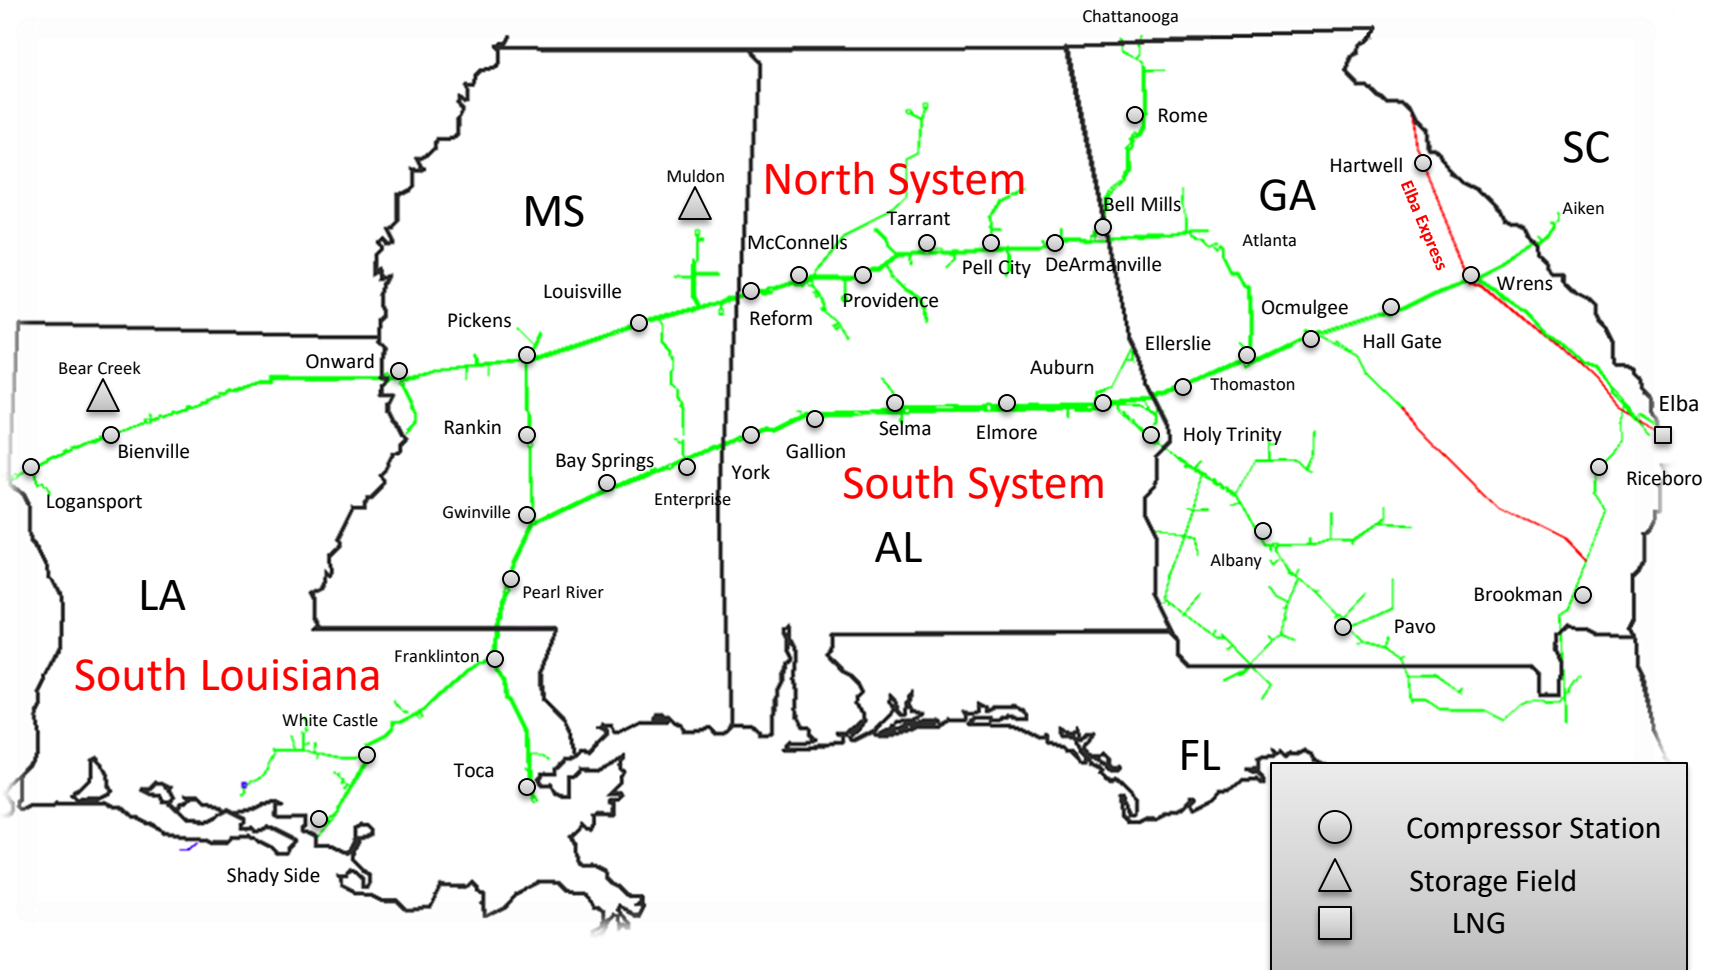 Chattanooga
Rome
SC
Hartwell
Muldon
North System
GA
Elba Express
MS
Bell Mills
Aiken
Tarrant
McConnells
Atlanta
Pell City
DeArmanville
Wrens
Louisville
Providence
Ocmulgee
Pickens
Reform
Hall Gate
Ellerslie
Onward
Bear Creek
Auburn
Thomaston
Elba
Rankin
Selma
Elmore
Holy Trinity
Bienville
Gallion
Bay Springs
York
South System
Riceboro
Logansport
Enterprise
Gwinville
AL
Albany
LA
Pearl River
Brookman
Pavo
Franklinton
South Louisiana
White Castle
Toca
FL
Shady Side
Compressor Station
Storage Field
LNG